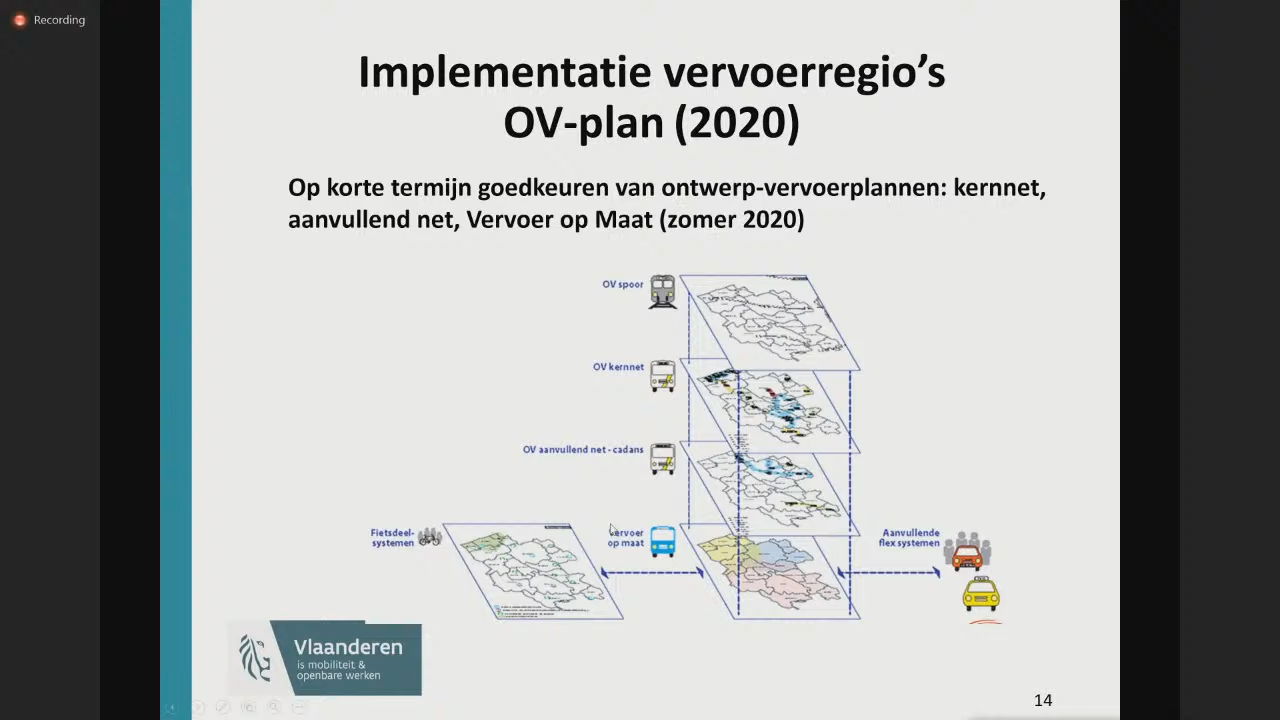 Recording
Implementatie vervoerregio's
OV-plan (2020)
Op korte termijn goedkeuren van ontwerp-vervoerplannen: kernnet,
aanvullend net, Vervoer op Maat (zomer 2020)
OV spoor
OV kernnet
OV aanvullend net - cadans
Fietsdeel-
systemen
ervoer
op maat
Aanvullende
flex systemen
Vlaanderen
is mobiliteit &
openbare werken
14